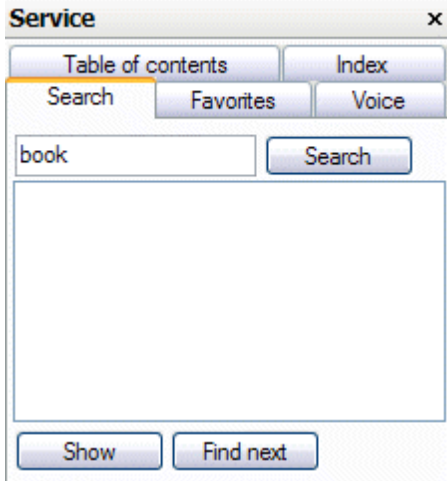 Service x
Table of contents Index
Search Favorites Voice
book Search
Show Find next